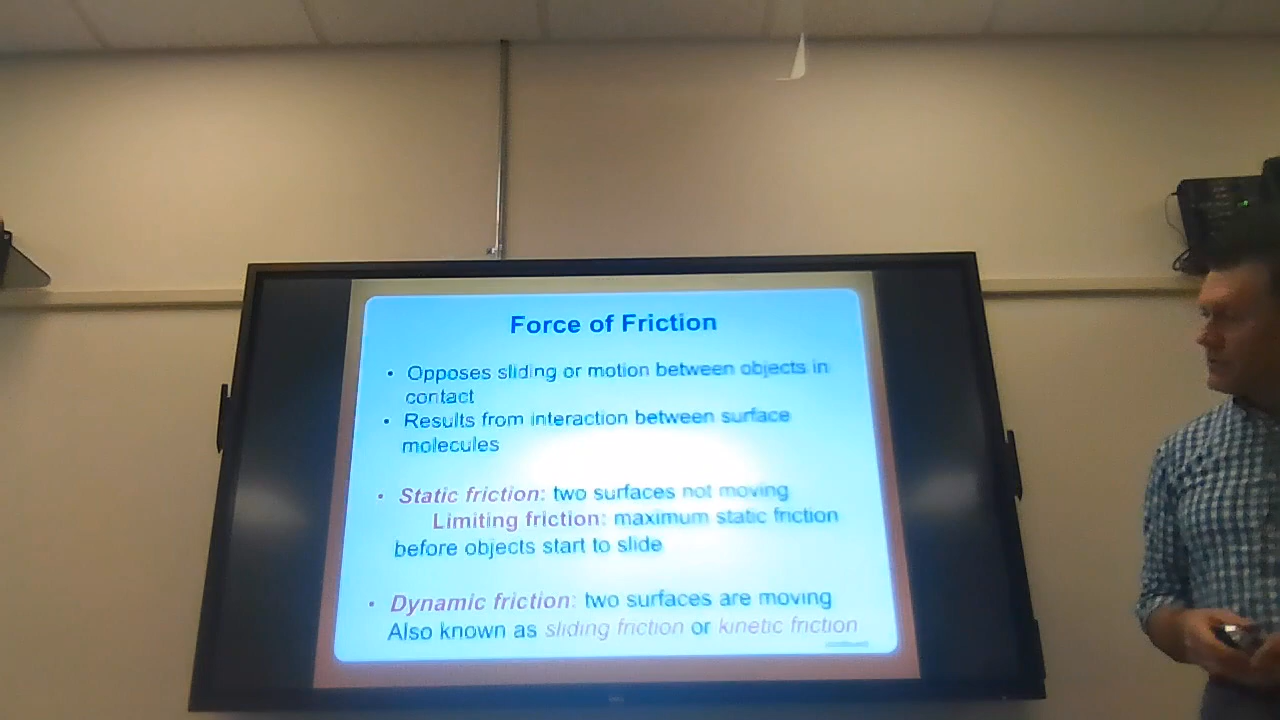 Force of Friction
• Opposes sliding or motion between objects in
contact
• Results from interaction between surface
molecules
• Static friction: two surfaces not moving
Limiting friction: maximum static friction
before objects start to slide
• Dynamic friction: two surfaces are moving
Also known as sliding friction or kinetic friction